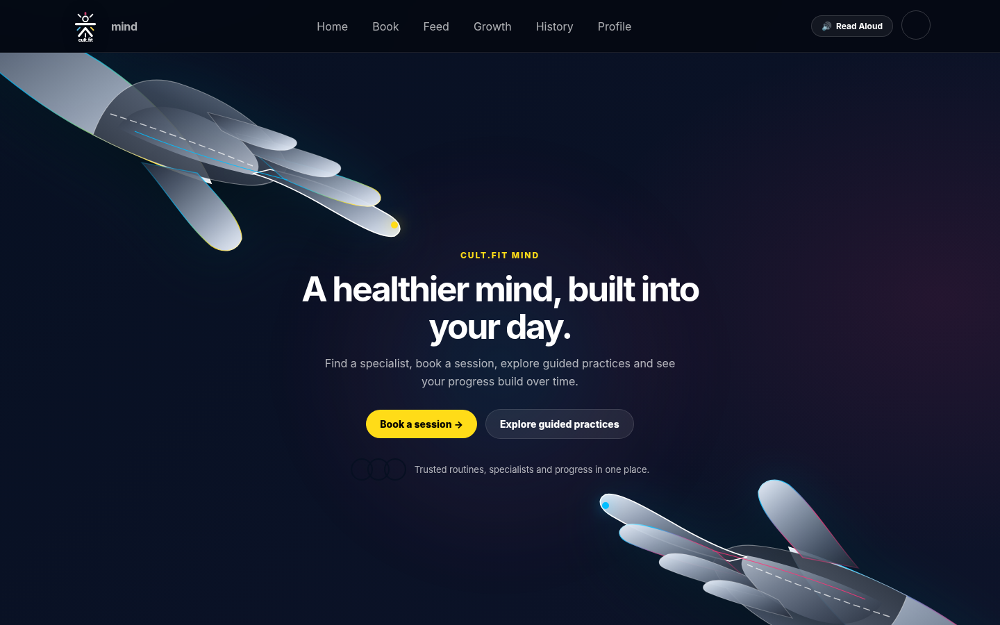 cult.fit
mind
Home
Book
Feed
Growth
History
Profile
🔊 Read Aloud
CULT.FIT MIND
A healthier mind, built into
your day.
Find a specialist, book a session, explore guided practices and see
your progress build over time.
Book a session →
Explore guided practices
Trusted routines, specialists and progress in one place.